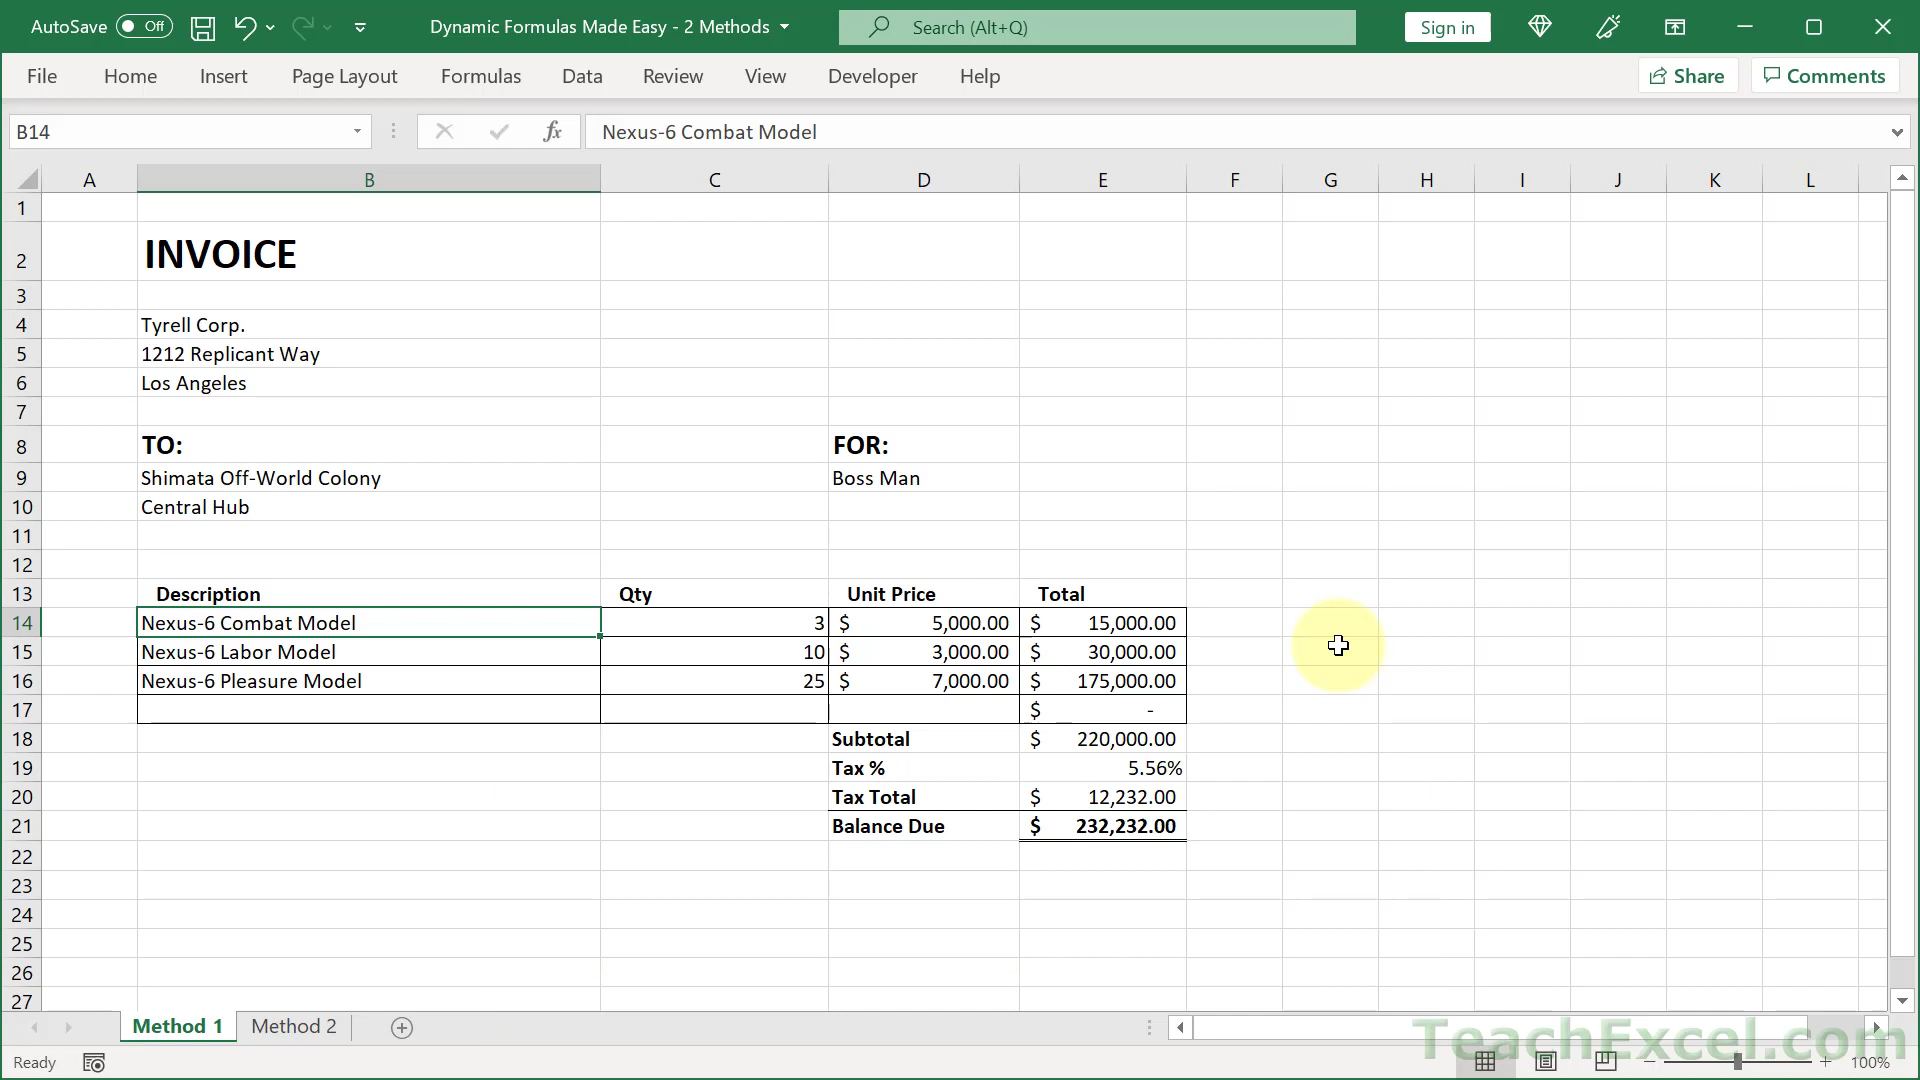 AutoSave Off Dynamic Formulas Made Easy - 2 Methods Search (Alt+Q) Sign in
File Home Insert Page Layout Formulas Data Review View Developer Help Share Comments
B14 fx Nexus-6 Combat Model
A B C D E F G H I J K L
1
2 INVOICE
3
4 Tyrell Corp.
5 1212 Replicant Way
6 Los Angeles
7
8 TO: FOR:
9 Shimata Off-World Colony Boss Man
10 Central Hub
11
12
13 Description Qty Unit Price Total
14 Nexus-6 Combat Model 3 $ 5,000.00 $ 15,000.00
15 Nexus-6 Labor Model 10 $ 3,000.00 $ 30,000.00
16 Nexus-6 Pleasure Model 25 $ 7,000.00 $ 175,000.00
17 $ -
18 Subtotal $ 220,000.00
19 Tax % 5.56%
20 Tax Total $ 12,232.00
21 Balance Due $ 232,232.00
22
23
24
25
26
27
Method 1 Method 2
TeachExcel.com
Ready 100%